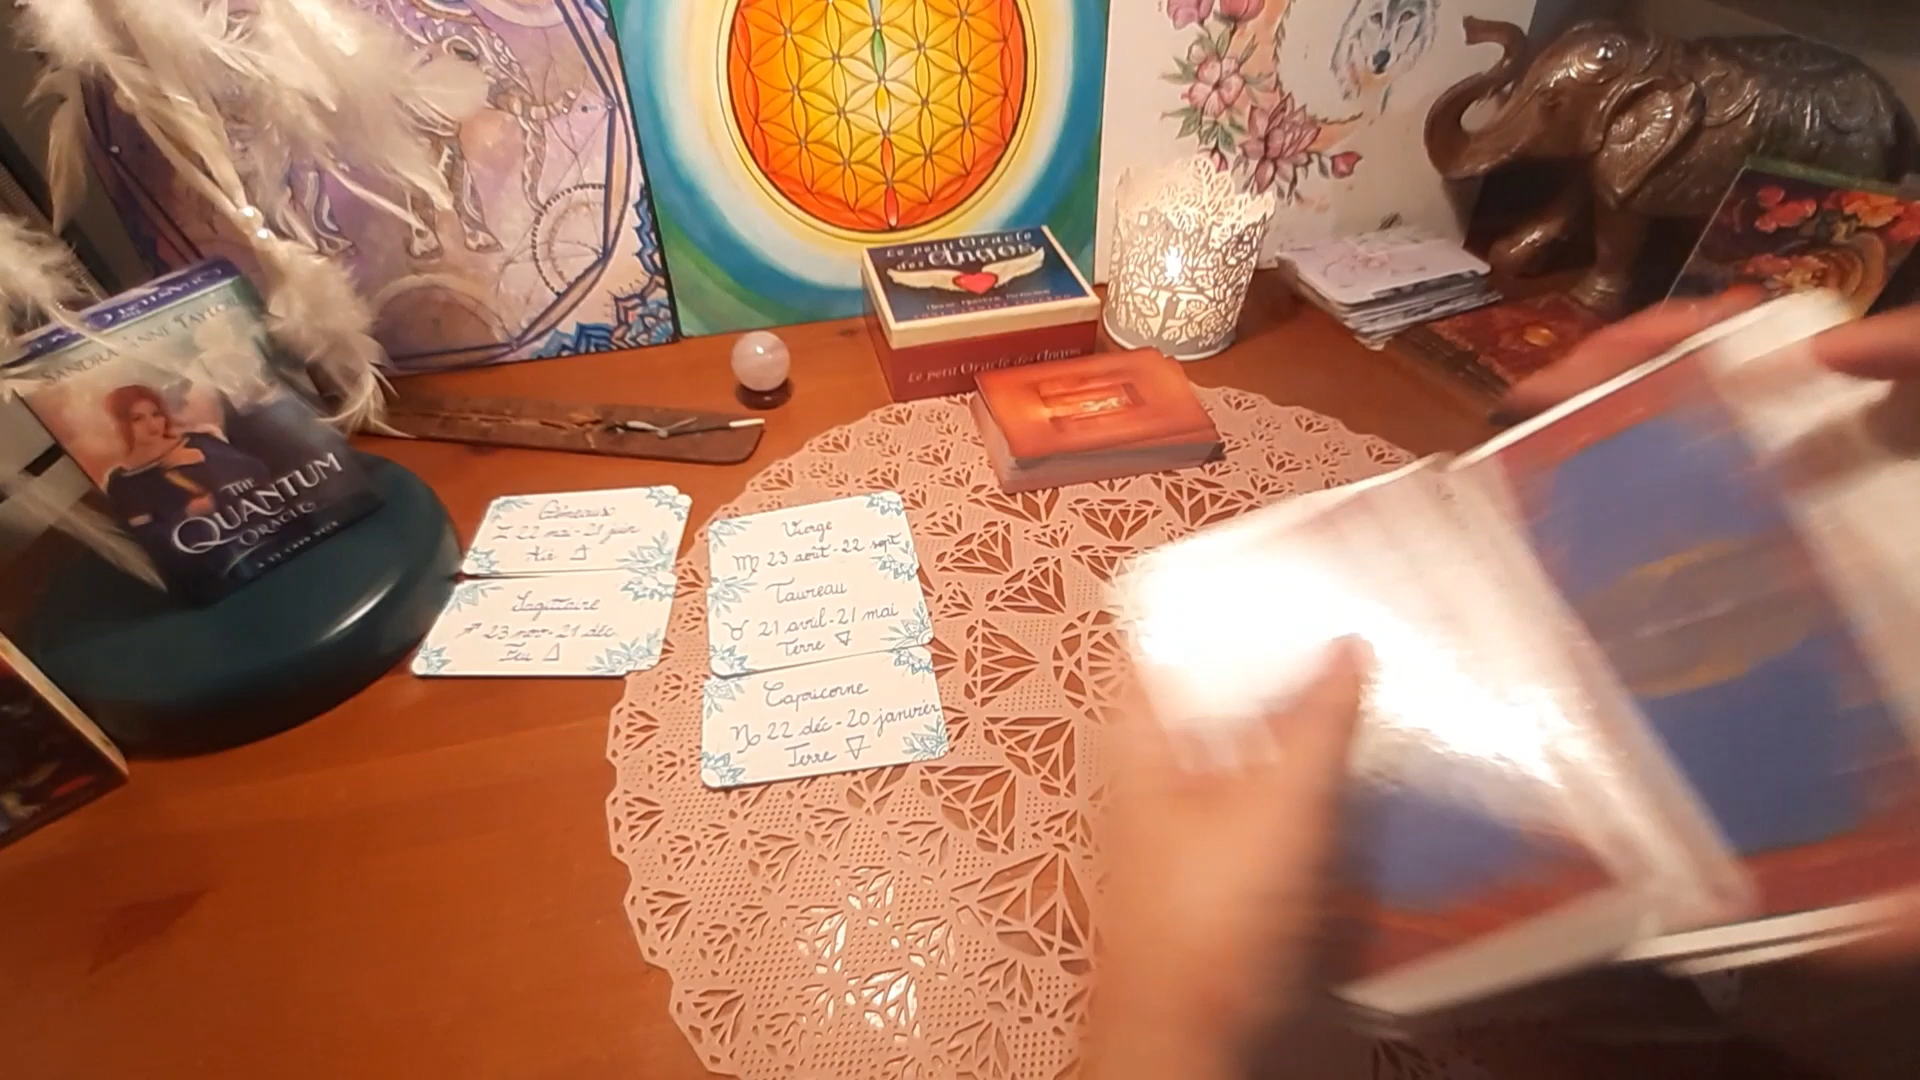 Le petit Oracle
des Anges
Le petit Oracle des Anges
SANDRA ANNE TAYLOR
THE
QUANTUM
ORACLE
Gémeaux
♊ 22 mai-21 juin
Air 🜁
Sagittaire
♐ 23 nov-21 déc
Feu △
Vierge
♍ 23 août-22 sept
Taureau
♉ 21 avril-21 mai
Terre 🜃
Capricorne
♑ 22 déc-20 janvier
Terre 🜃